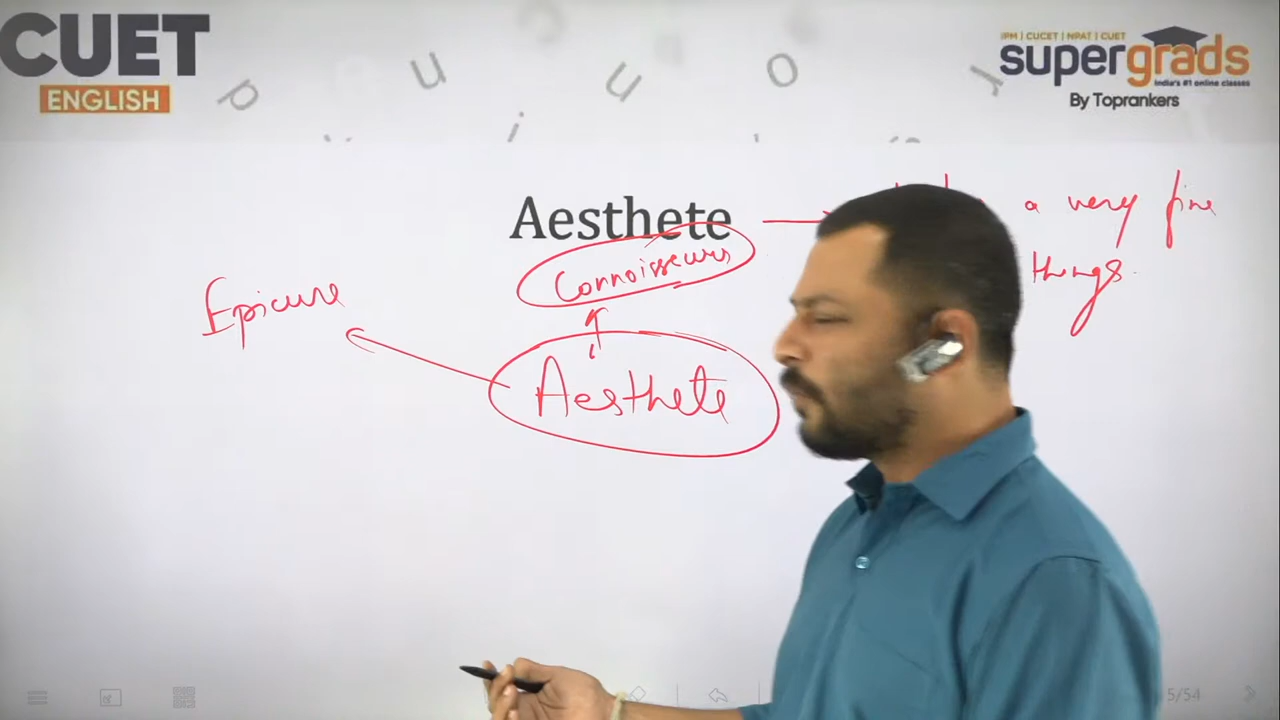 CUET
ENGLISH
IPM | CUCET | NPAT | CUET
supergrads
India's #1 online classes
By Toprankers
Aesthete
a very fine
things.
Connoisseurs
Epicure
Aesthete
5/54